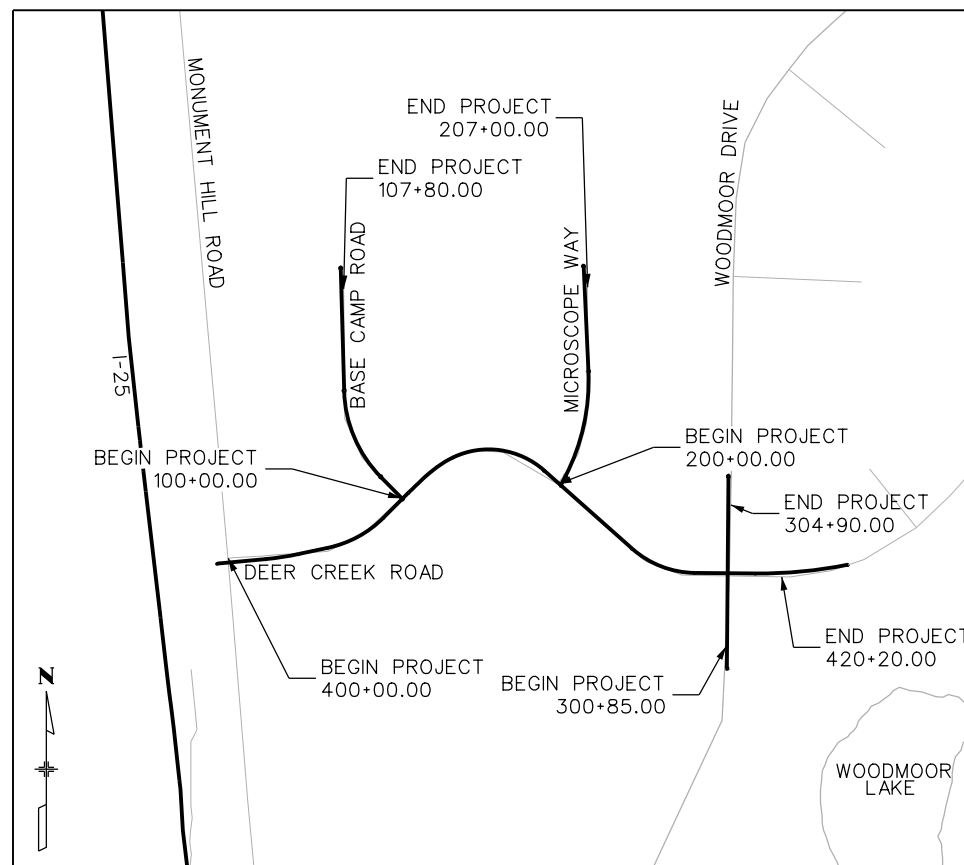 END PROJECT
207+00.00
END PROJECT
107+80.00
MONUMENT HILL ROAD
WOODMOOR DRIVE
BASE CAMP ROAD
MICROSCOPE WAY
I-25
BEGIN PROJECT
100+00.00
BEGIN PROJECT
200+00.00
END PROJECT
304+90.00
DEER CREEK ROAD
BEGIN PROJECT
400+00.00
BEGIN PROJECT
300+85.00
END PROJECT
420+20.00
N
WOODMOOR
LAKE